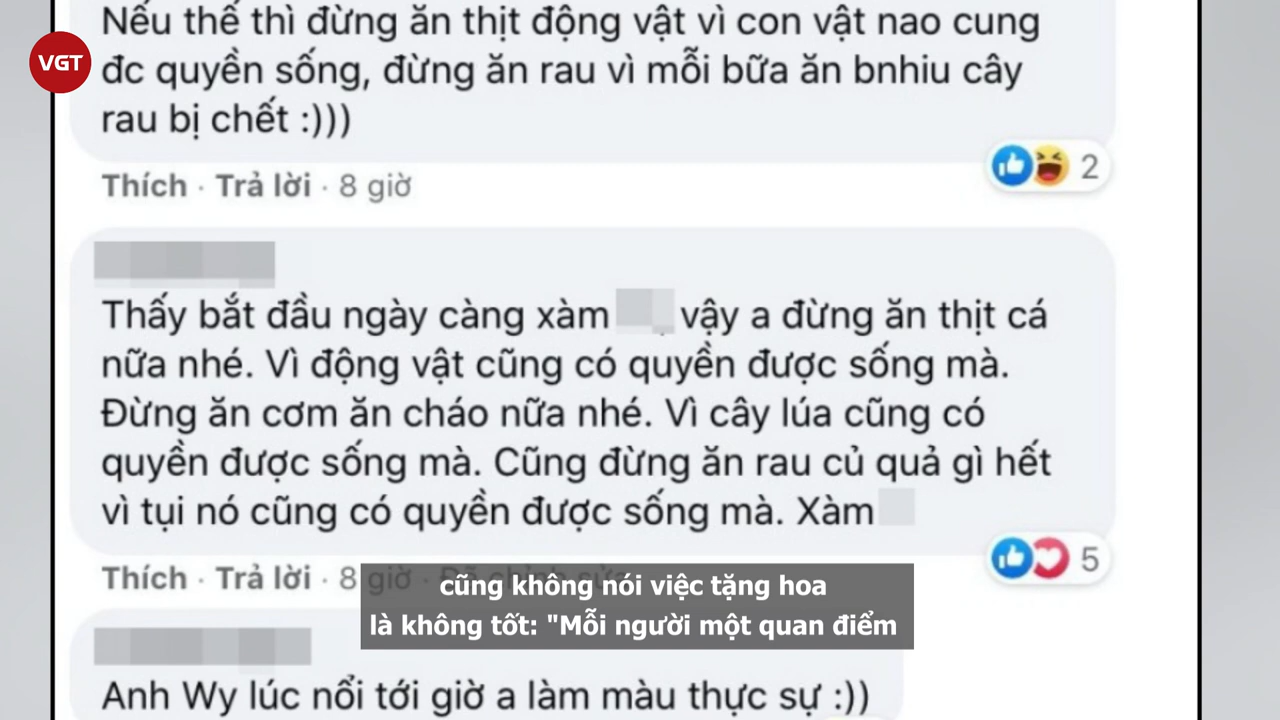 Nếu thế thì đừng ăn thịt động vật vì con vật nao cung
VGT
đc quyền sống, đừng ăn rau vì mỗi bữa ăn bnhiu cây
rau bị chết :)))
2
Thích · Trả lời · 8 giờ
Thấy bắt đầu ngày càng xàm vậy a đừng ăn thịt cá
nữa nhé. Vì động vật cũng có quyền được sống mà.
Đừng ăn cơm ăn cháo nữa nhé. Vì cây lúa cũng có
quyền được sống mà. Cũng đừng ăn rau củ quả gì hết
vì tụi nó cũng có quyền được sống mà. Xàm
5
Thích · Trả lời · 8 giờ
cũng không nói việc tặng hoa
là không tốt: "Mỗi người một quan điểm
Anh Wy lúc nổi tới giờ a làm màu thực sự :))